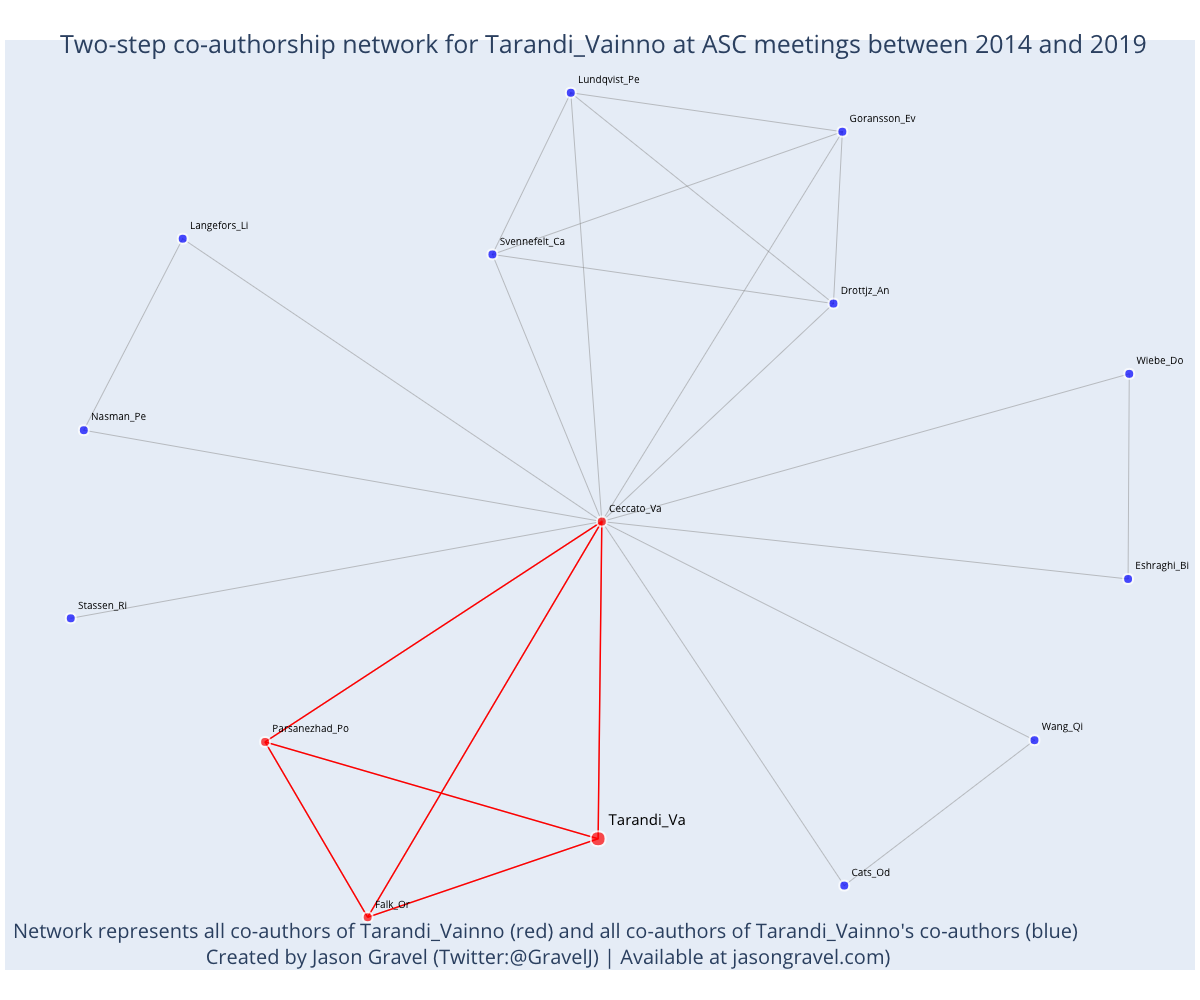 Two-step co-authorship network for Tarandi_Vainno at ASC meetings between 2014 and 2019
Lundqvist_Pe
Goransson_Ev
Langefors_Li
Svennefelt_Ca
Drottjz_An
Wiebe_Do
Nasman_Pe
Ceccato_Va
Eshraghi_Bi
Stassen_Ri
Parsanezhad_Po
Wang_Qi
Tarandi_Va
Cats_Od
Falk_Or
Network represents all co-authors of Tarandi_Vainno (red) and all co-authors of Tarandi_Vainno's co-authors (blue)
Created by Jason Gravel (Twitter:@GravelJ) | Available at jasongravel.com)